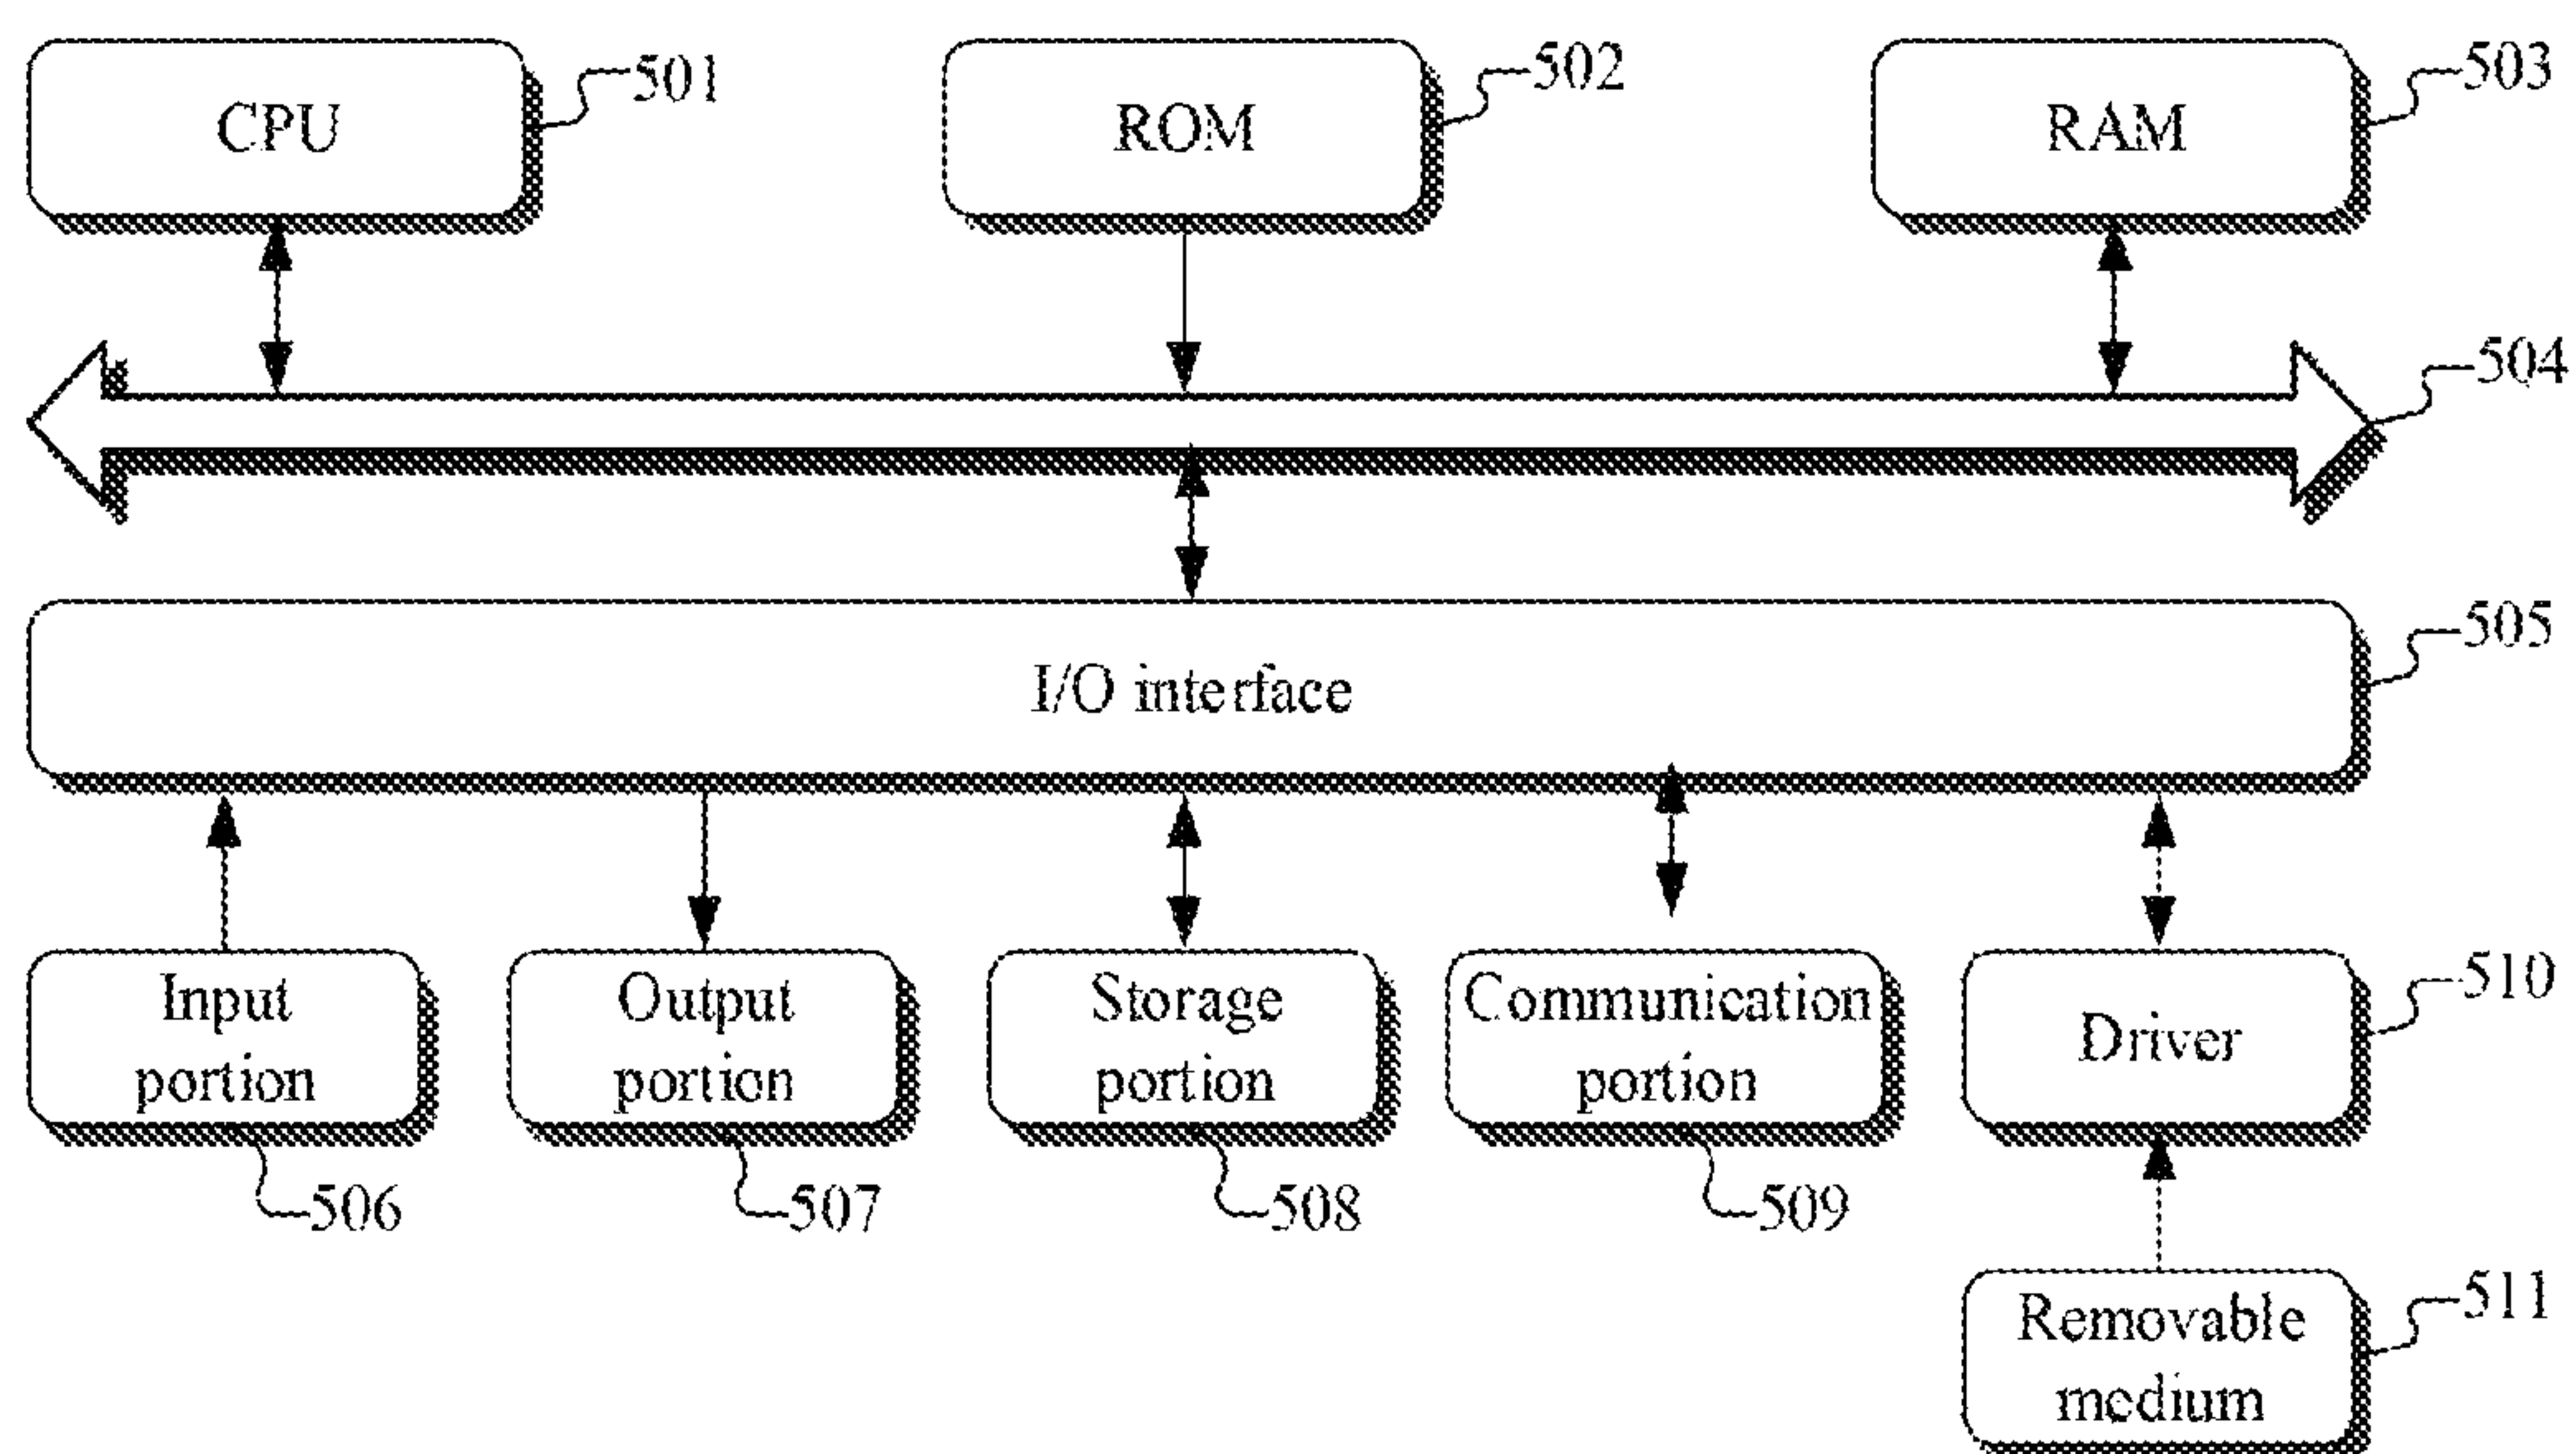 CPU
501
ROM
502
RAM
503
504
I/O interface
505
Input
portion
506
Output
portion
507
Storage
portion
508
Communication
portion
509
Driver
510
Removable
medium
511